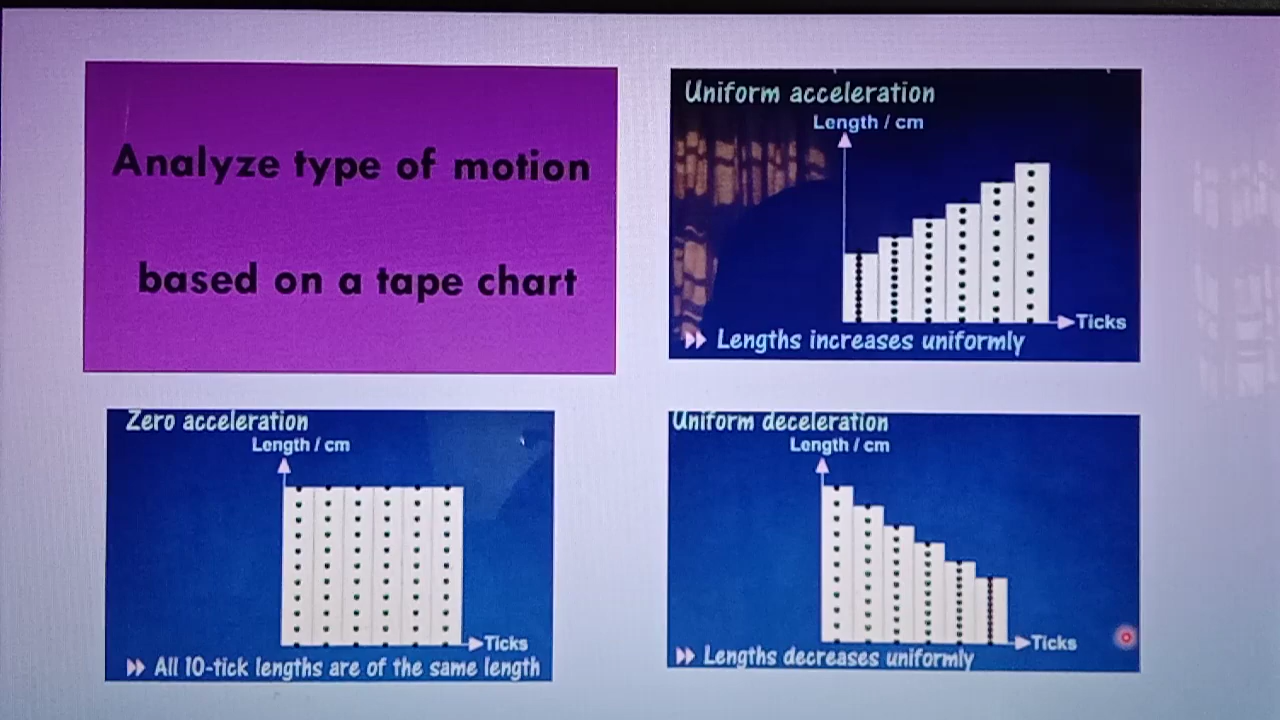 Analyze type of motion
based on a tape chart
Uniform acceleration
Length / cm
Ticks
Lengths increases uniformly
Zero acceleration
Length / cm
Ticks
All 10-tick lengths are of the same length
Uniform deceleration
Length / cm
Ticks
Lengths decreases uniformly